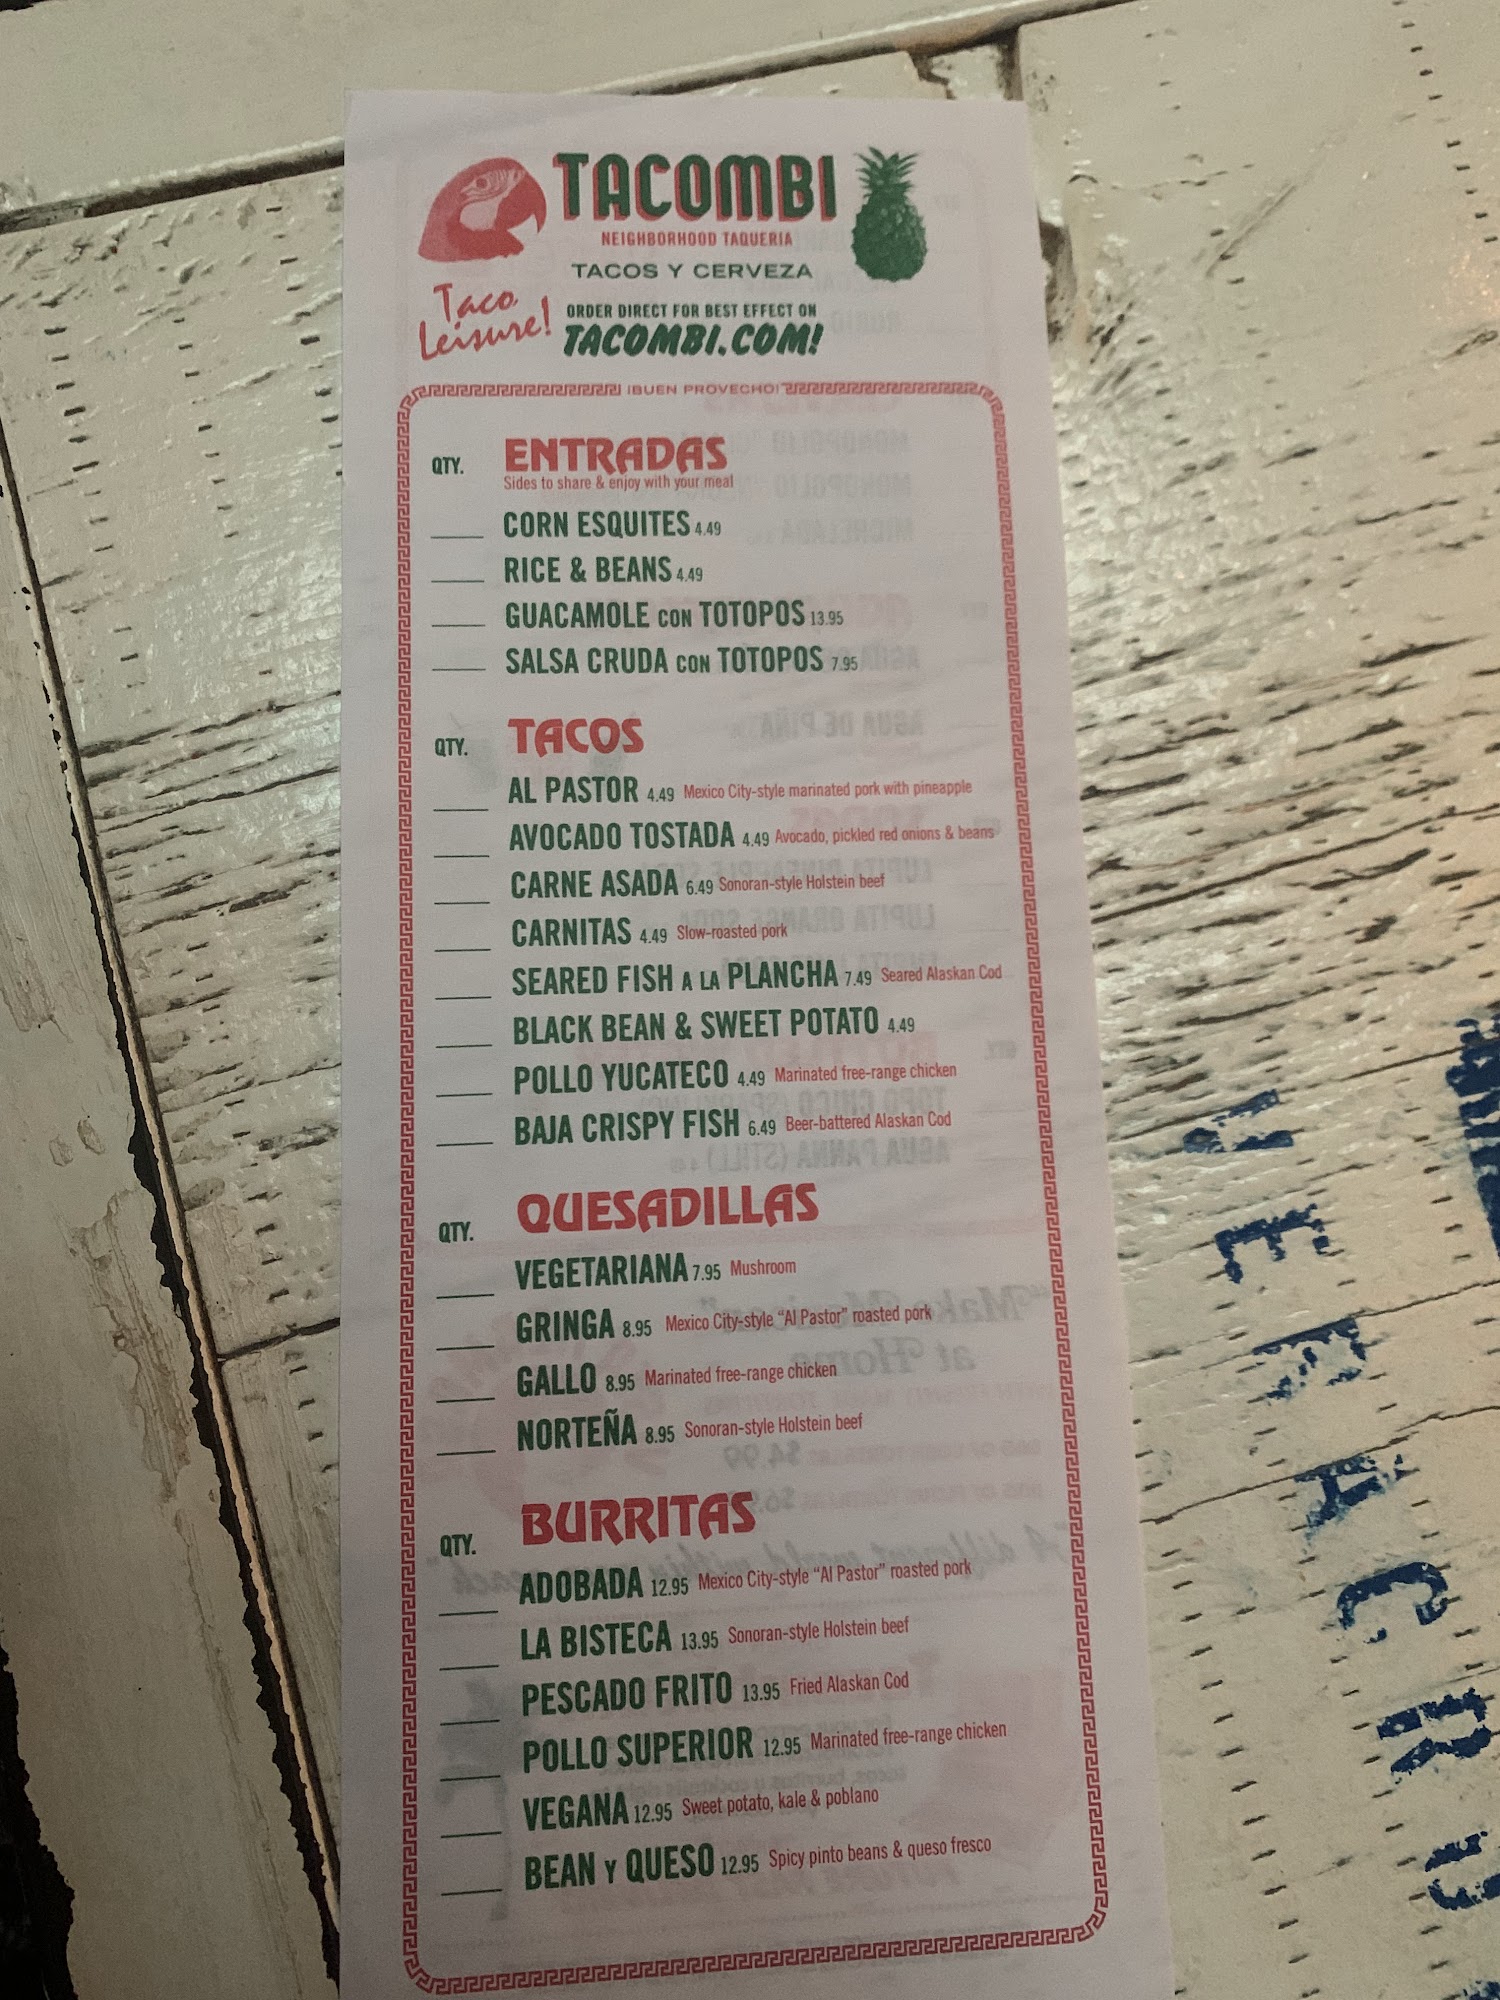 TACOMBI
NEIGHBORHOOD TAQUERIA
TACOS Y CERVEZA
Taco
Leisure!
ORDER DIRECT FOR BEST EFFECT ON
TACOMBI.COM!
¡BUEN PROVECHO!
QTY. ENTRADAS
Sides to share & enjoy with your meal
CORN ESQUITES 4.49
RICE & BEANS 4.49
GUACAMOLE CON TOTOPOS 13.95
SALSA CRUDA CON TOTOPOS 7.95
QTY. TACOS
AL PASTOR 4.49 Mexico City-style marinated pork with pineapple
AVOCADO TOSTADA 4.49 Avocado, pickled red onions & beans
CARNE ASADA 6.49 Sonoran-style Holstein beef
CARNITAS 4.49 Slow-roasted pork
SEARED FISH A LA PLANCHA 7.49 Seared Alaskan Cod
BLACK BEAN & SWEET POTATO 4.49
POLLO YUCATECO 4.49 Marinated free-range chicken
BAJA CRISPY FISH 6.49 Beer-battered Alaskan Cod
QTY. QUESADILLAS
VEGETARIANA 7.95 Mushroom
GRINGA 8.95 Mexico City-style "Al Pastor" roasted pork
GALLO 8.95 Marinated free-range chicken
NORTEÑA 8.95 Sonoran-style Holstein beef
QTY. BURRITAS
ADOBADA 12.95 Mexico City-style "Al Pastor" roasted pork
LA BISTECA 13.95 Sonoran-style Holstein beef
PESCADO FRITO 13.95 Fried Alaskan Cod
POLLO SUPERIOR 12.95 Marinated free-range chicken
VEGANA 12.95 Sweet potato, kale & poblano
BEAN Y QUESO 12.95 Spicy pinto beans & queso fresco